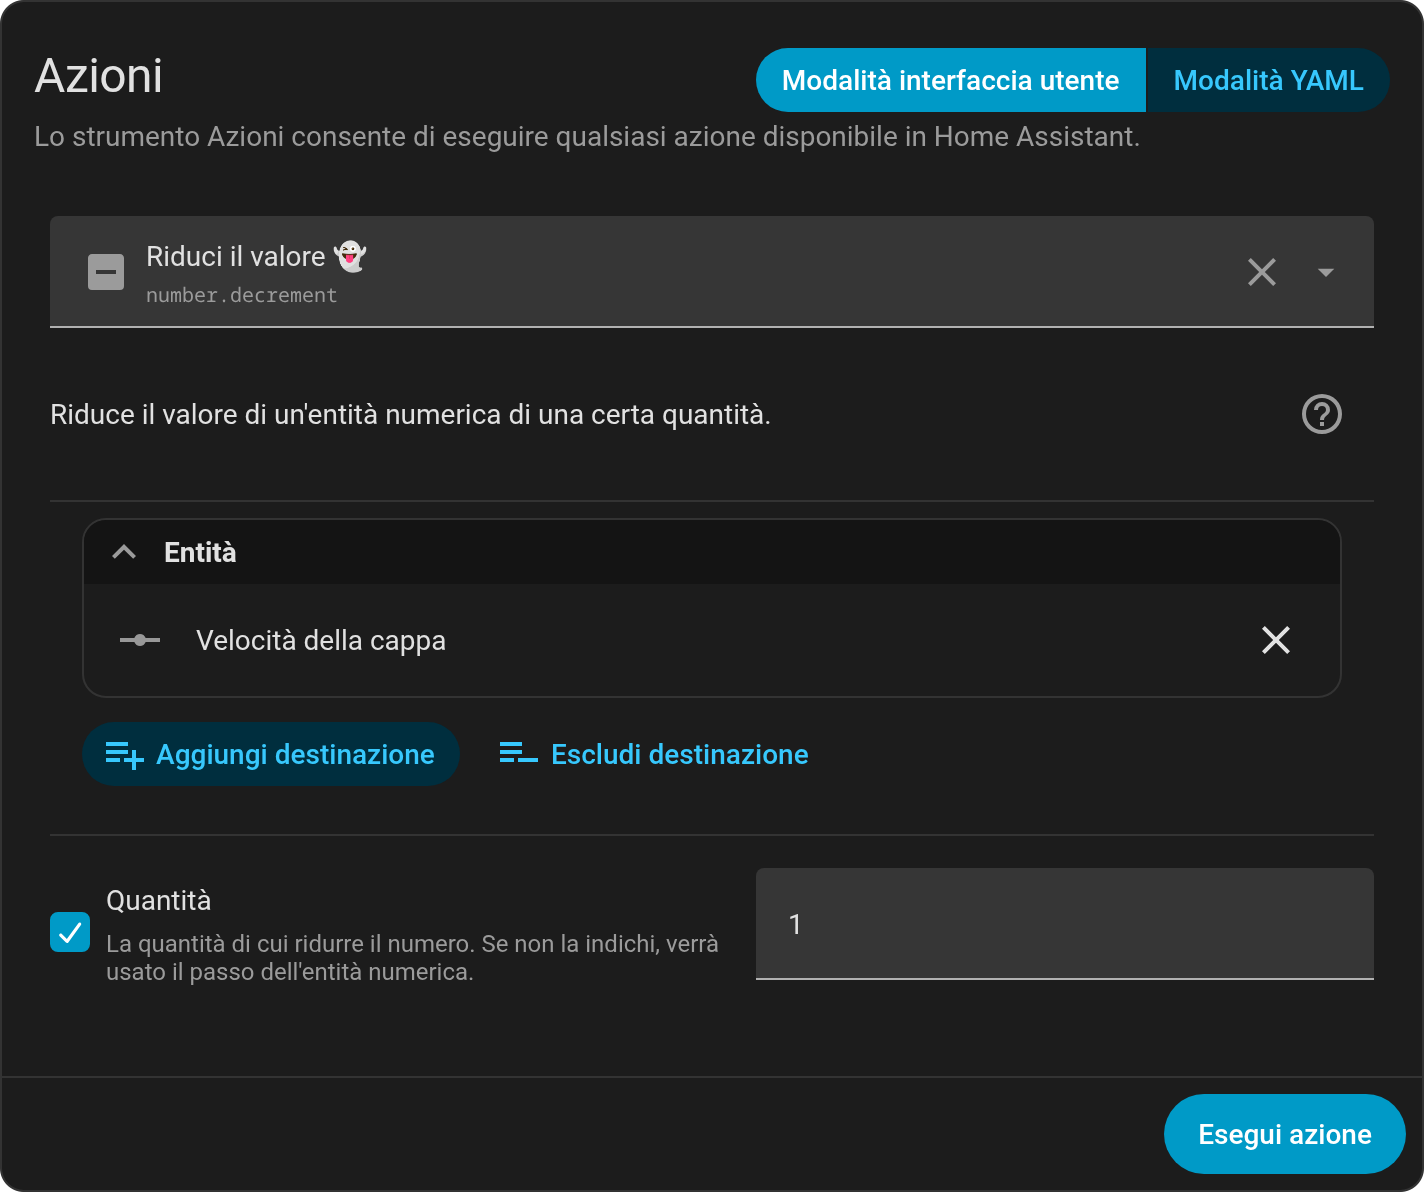 Azioni
Modalità interfaccia utente
Modalità YAML
Lo strumento Azioni consente di eseguire qualsiasi azione disponibile in Home Assistant.
Riduci il valore 👻
number.decrement
Riduce il valore di un'entità numerica di una certa quantità.
Entità
Velocità della cappa
Aggiungi destinazione
Escludi destinazione
Quantità
La quantità di cui ridurre il numero. Se non la indichi, verrà
usato il passo dell'entità numerica.
1
Esegui azione